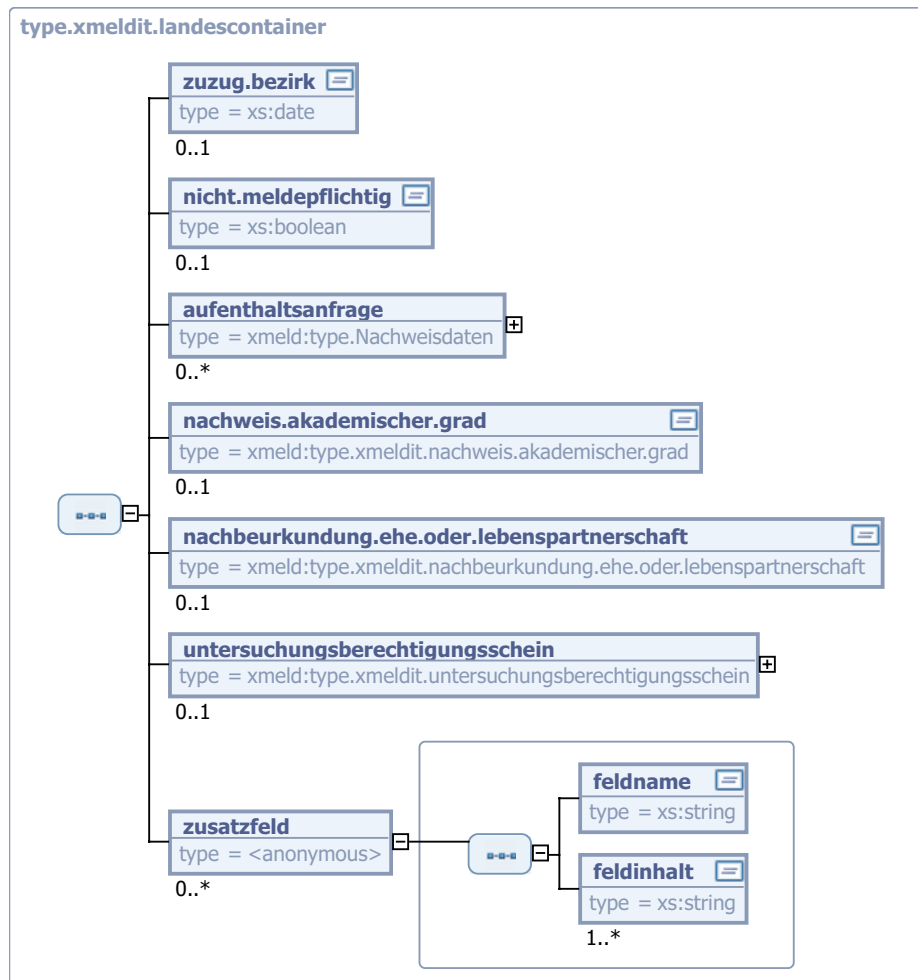 type.xmeldit.landescontainer
zuzug.bezirk
type = xs:date
0..1
nicht.meldepflichtig
type = xs:boolean
0..1
aufenthaltsanfrage
type = xmeld:type.Nachweisdaten
0..*
nachweis.akademischer.grad
type = xmeld:type.xmeldit.nachweis.akademischer.grad
0..1
nachbeurkundung.ehe.oder.lebenspartnerschaft
type = xmeld:type.xmeldit.nachbeurkundung.ehe.oder.lebenspartnerschaft
0..1
untersuchungsberechtigungsschein
type = xmeld:type.xmeldit.untersuchungsberechtigungsschein
0..1
zusatzfeld
type = <anonymous>
0..*
feldname
type = xs:string
feldinhalt
type = xs:string
1..*